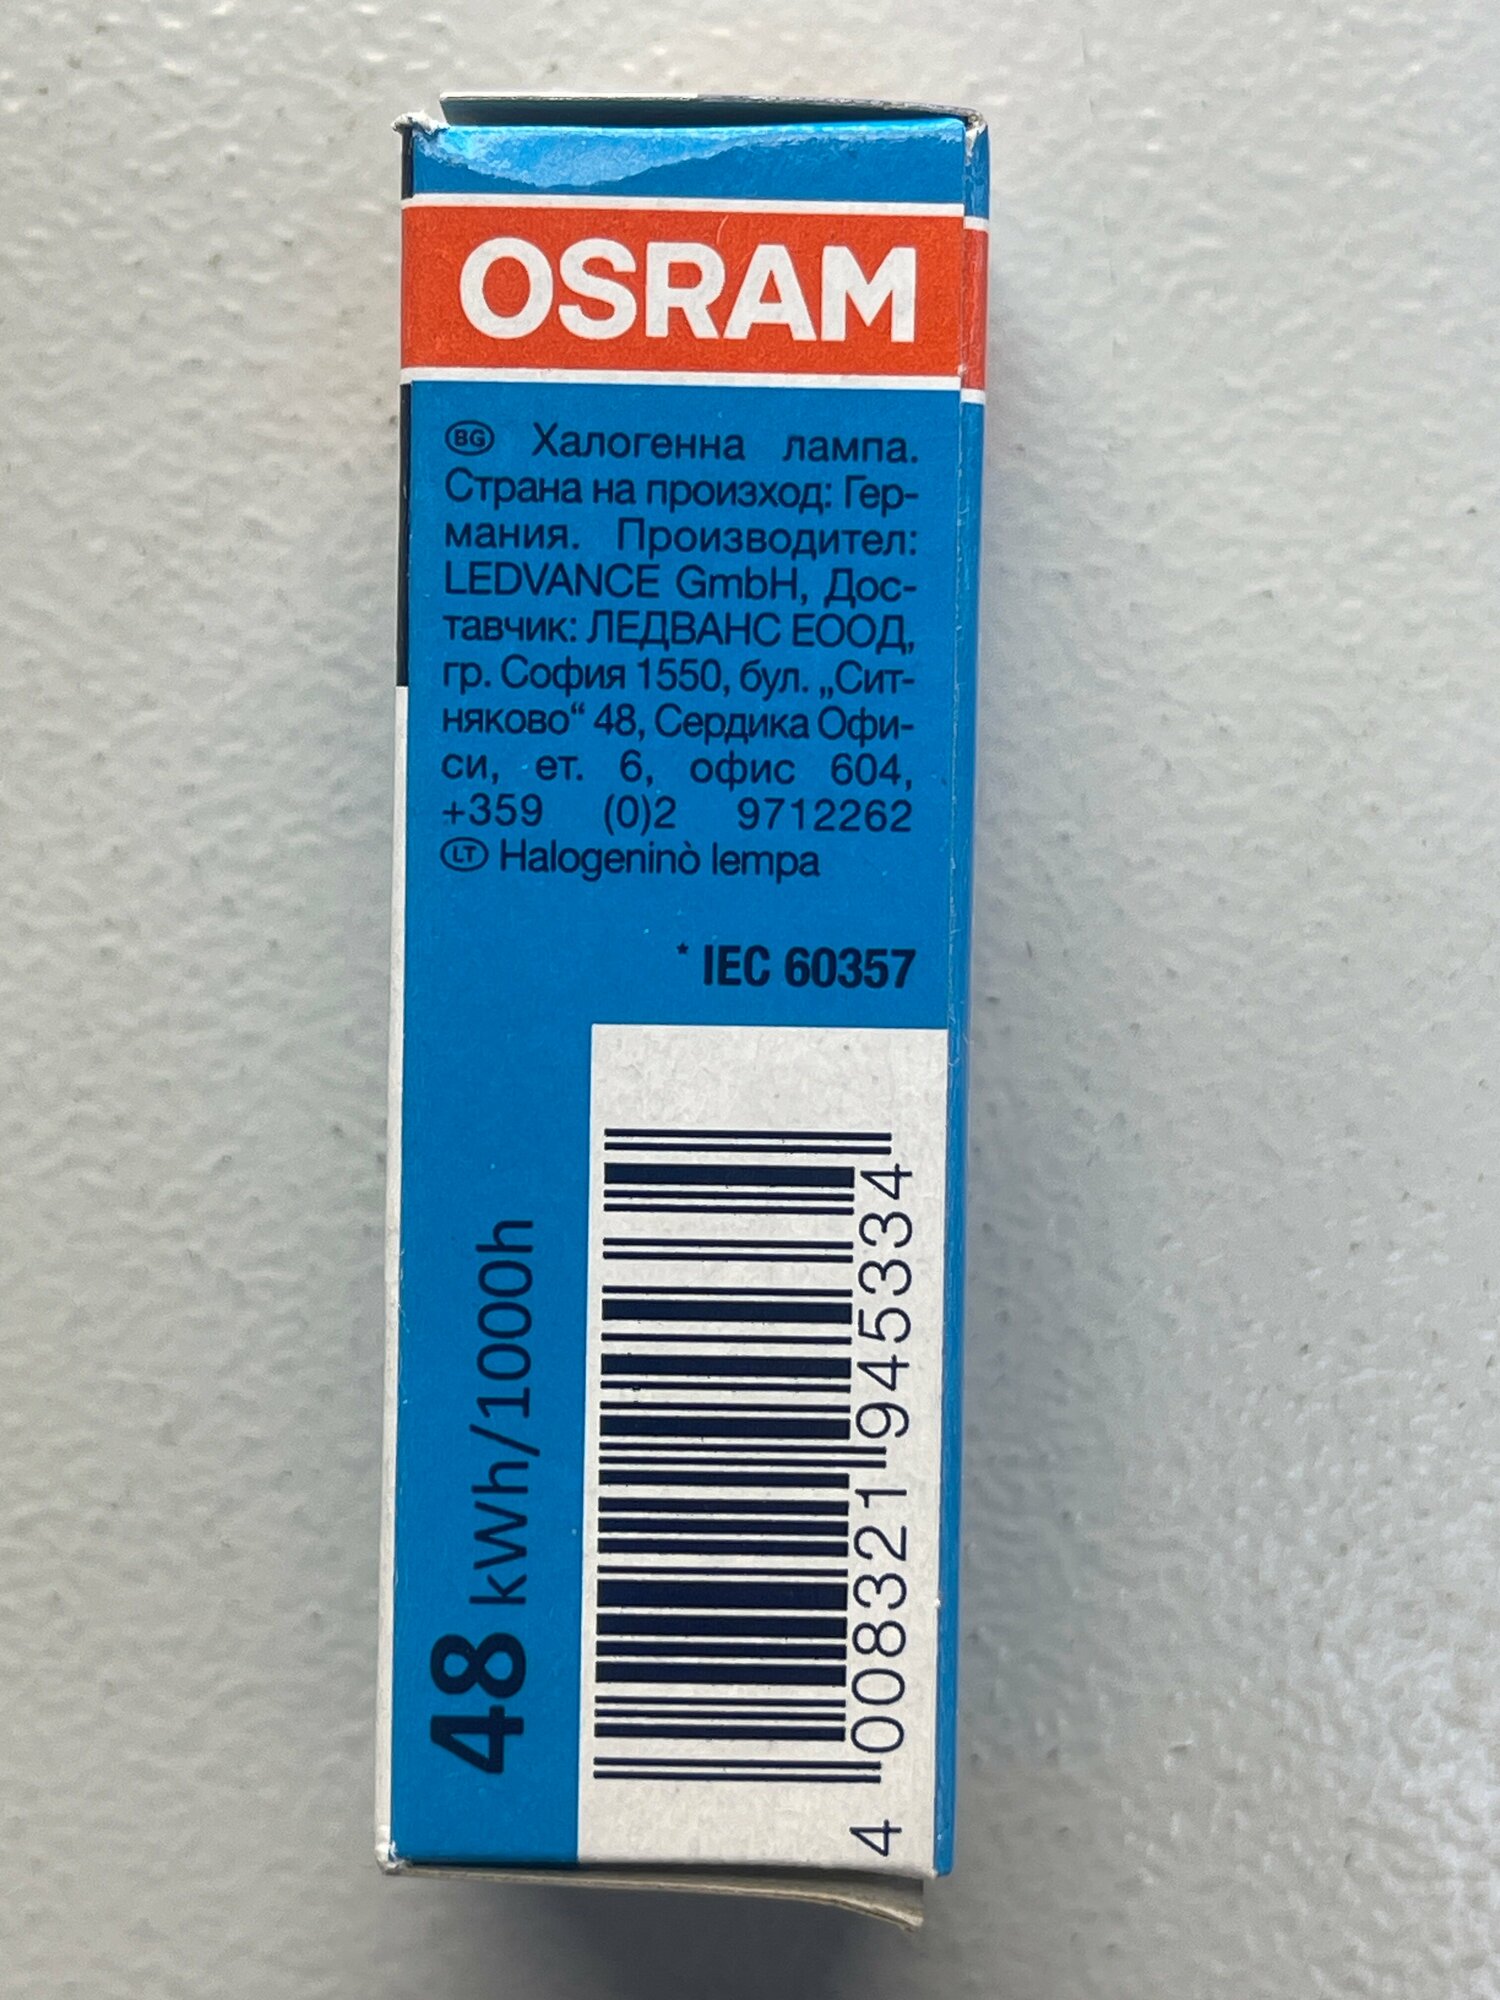 OSRAM
BG Халогенна лампа.
Страна на произход: Гер-
мания. Производител:
LEDVANCE GmbH, Дос-
тавчик: ЛЕДВАНС ЕООД,
гр. София 1550, бул. „Сит-
няково“ 48, Сердика Офи-
си, ет. 6, офис 604,
+359 (0)2 9712262
LT Halogeninò lempa
* IEC 60357
48 kWh/1000h
4 008321 945334